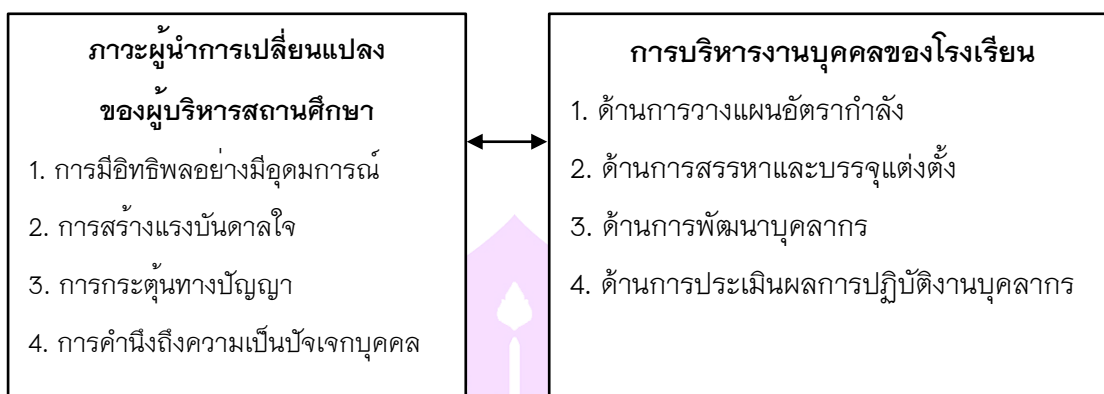 ภาวะผู้นำการเปลี่ยนแปลง
ของผู้บริหารสถานศึกษา
1. การมีอิทธิพลอย่างมีอุดมการณ์
2. การสร้างแรงบันดาลใจ
3. การกระตุ้นทางปัญญา
4. การคำนึงถึงความเป็นปัจเจกบุคคล
การบริหารงานบุคคลของโรงเรียน
1. ด้านการวางแผนอัตรากำลัง
2. ด้านการสรรหาและบรรจุแต่งตั้ง
3. ด้านการพัฒนาบุคลากร
4. ด้านการประเมินผลการปฏิบัติงานบุคลากร